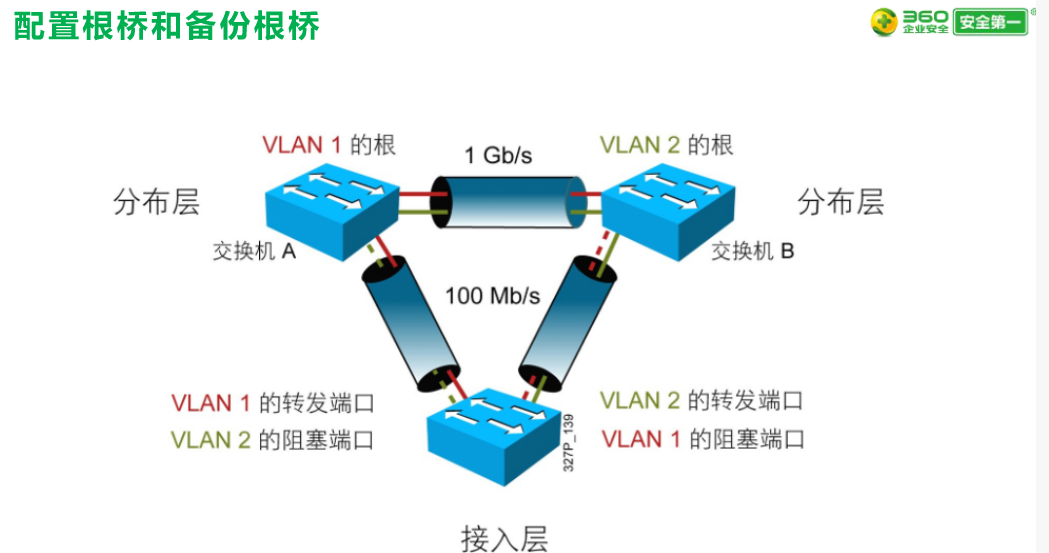 配置根桥和备份根桥
360
企业安全
安全第一
VLAN 1 的根
1 Gb/s
VLAN 2 的根
分布层
分布层
交换机 A
交换机 B
100 Mb/s
VLAN 1 的转发端口
VLAN 2 的阻塞端口
VLAN 2 的转发端口
VLAN 1 的阻塞端口
327P_139
接入层